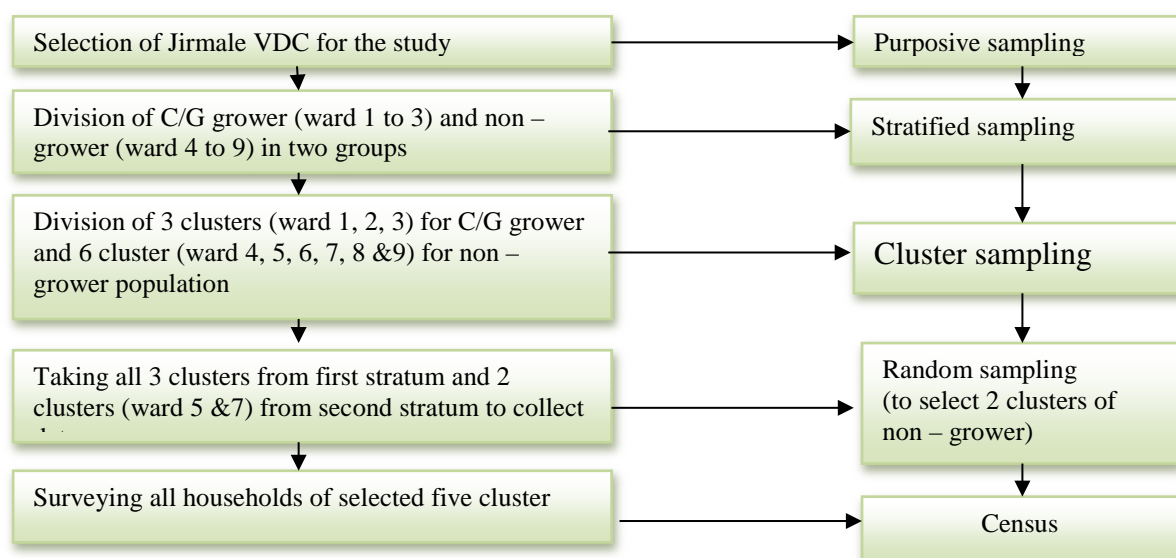 Selection of Jirmale VDC for the study
Purposive sampling
Division of C/G grower (ward 1 to 3) and non –
grower (ward 4 to 9) in two groups
Stratified sampling
Division of 3 clusters (ward 1, 2, 3) for C/G grower
and 6 cluster (ward 4, 5, 6, 7, 8 &9) for non –
grower population
Cluster sampling
Taking all 3 clusters from first stratum and 2
clusters (ward 5 &7) from second stratum to collect
Random sampling
(to select 2 clusters of
non – grower)
Surveying all households of selected five cluster
Census